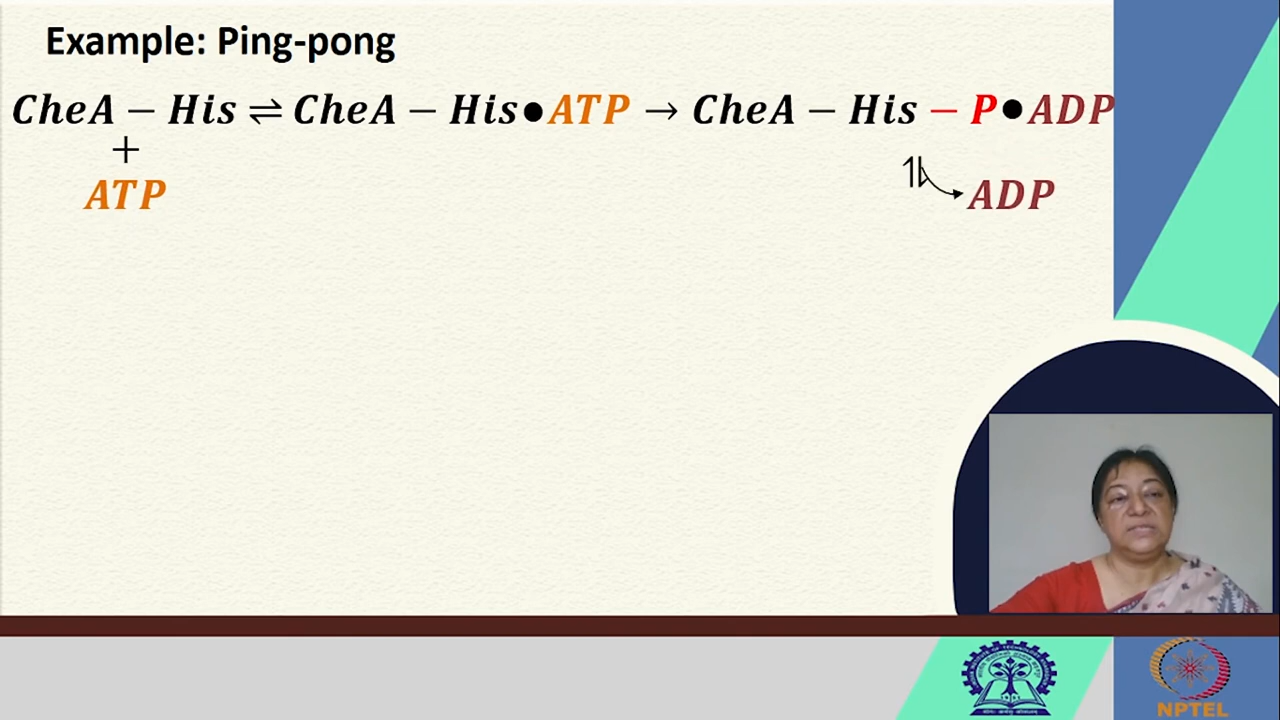 Example: Ping-pong
CheA − His ⇌ CheA − His●ATP → CheA − His − P●ADP
+
ATP
ADP
NPTEL